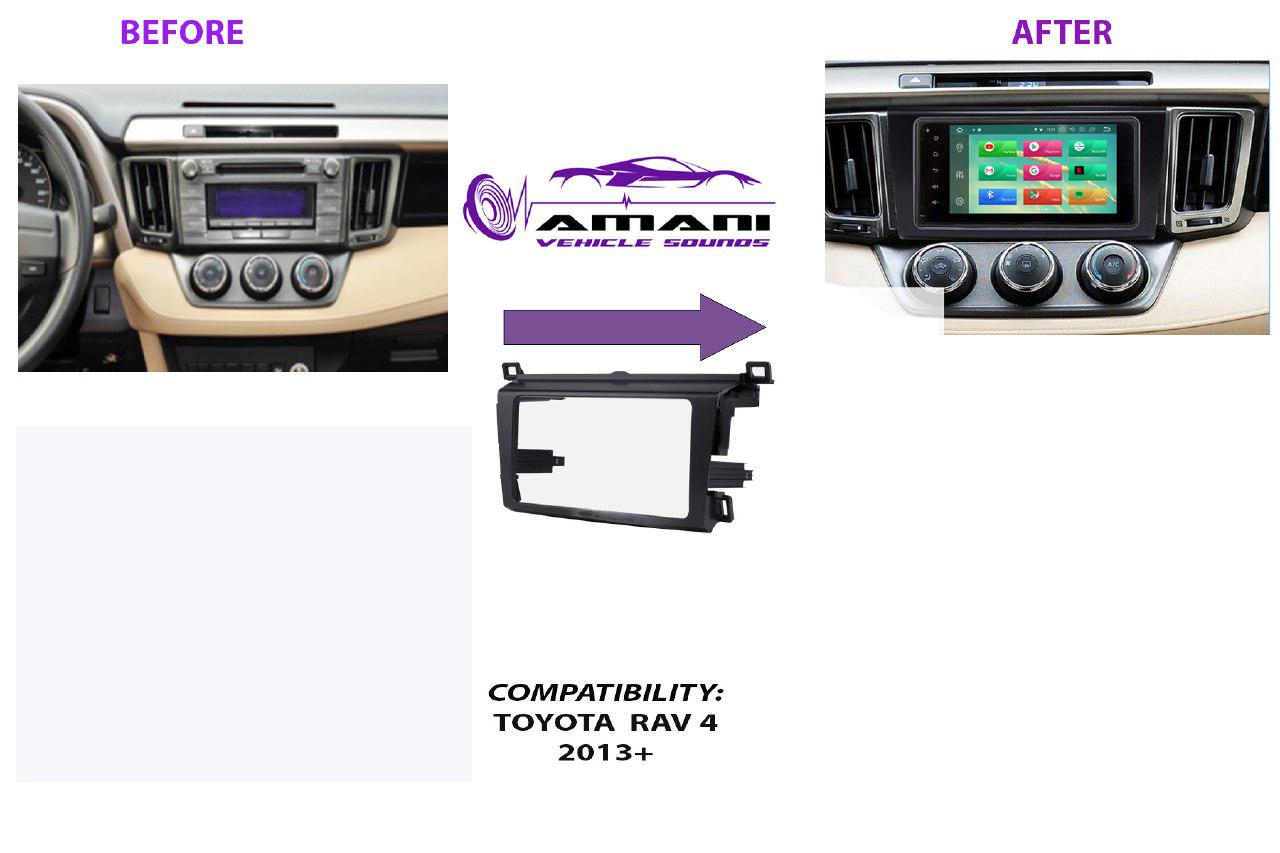 BEFORE
AFTER
AMANI
VEHICLE SOUNDS
A/C
COMPATIBILITY:
TOYOTA RAV 4
2013+